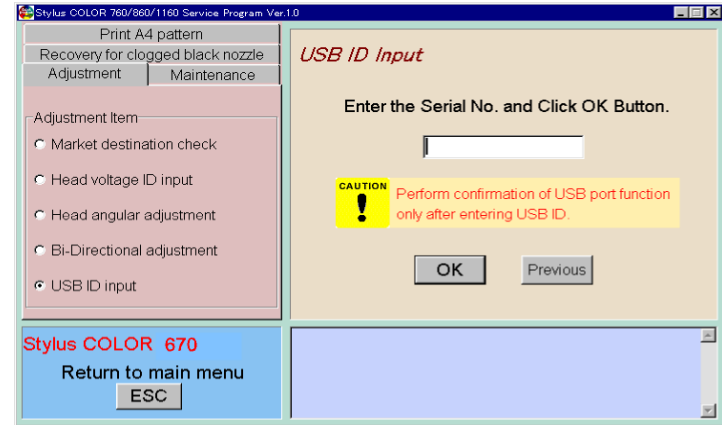 Stylus COLOR 760/860/1160 Service Program Ver.1.0
Print A4 pattern
Recovery for clogged black nozzle
Adjustment
Maintenance
Adjustment Item
Market destination check
Head voltage ID input
Head angular adjustment
Bi-Directional adjustment
USB ID input
USB ID Input
Enter the Serial No. and Click OK Button.
CAUTION
Perform confirmation of USB port function
only after entering USB ID.
OK
Previous
Stylus COLOR 670
Return to main menu
ESC